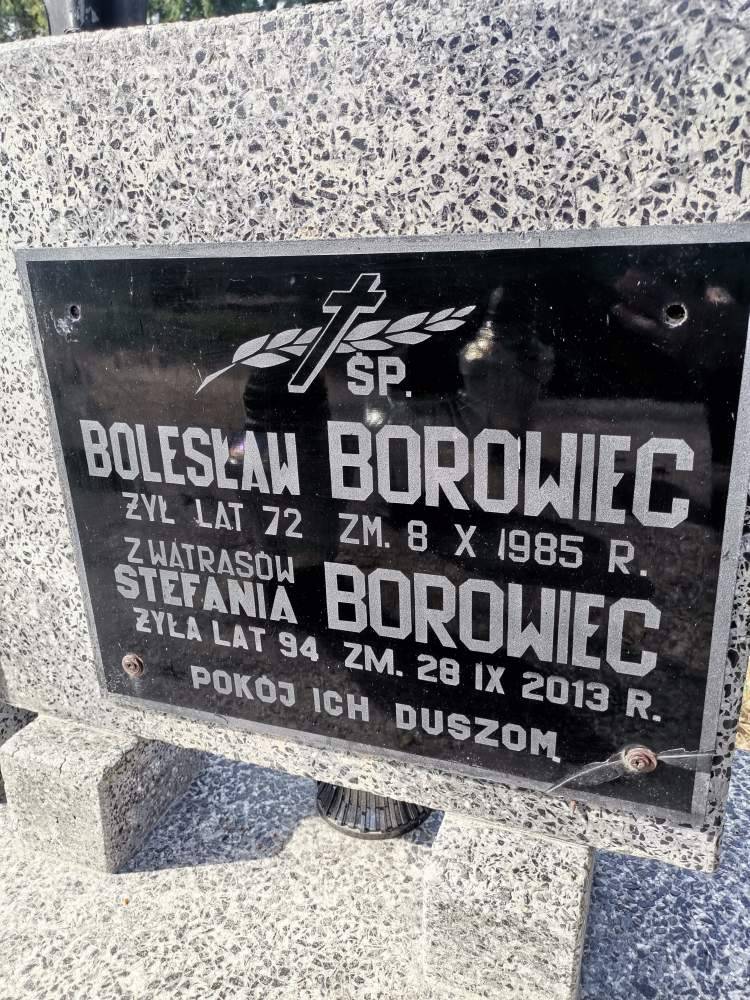 ŚP.
BOLESŁAW BOROWIEC
ŻYŁ LAT 72 ZM. 8 X 1985 R.
Z WATRASÓW
STEFANIA BOROWIEC
ŻYŁA LAT 94 ZM. 28 IX 2013 R.
POKÓJ ICH DUSZOM,